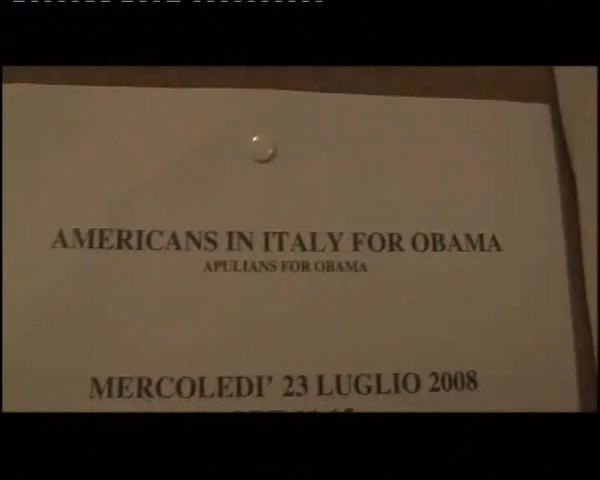 AMERICANS IN ITALY FOR OBAMA
APULIANS FOR OBAMA
MERCOLEDI' 23 LUGLIO 2008